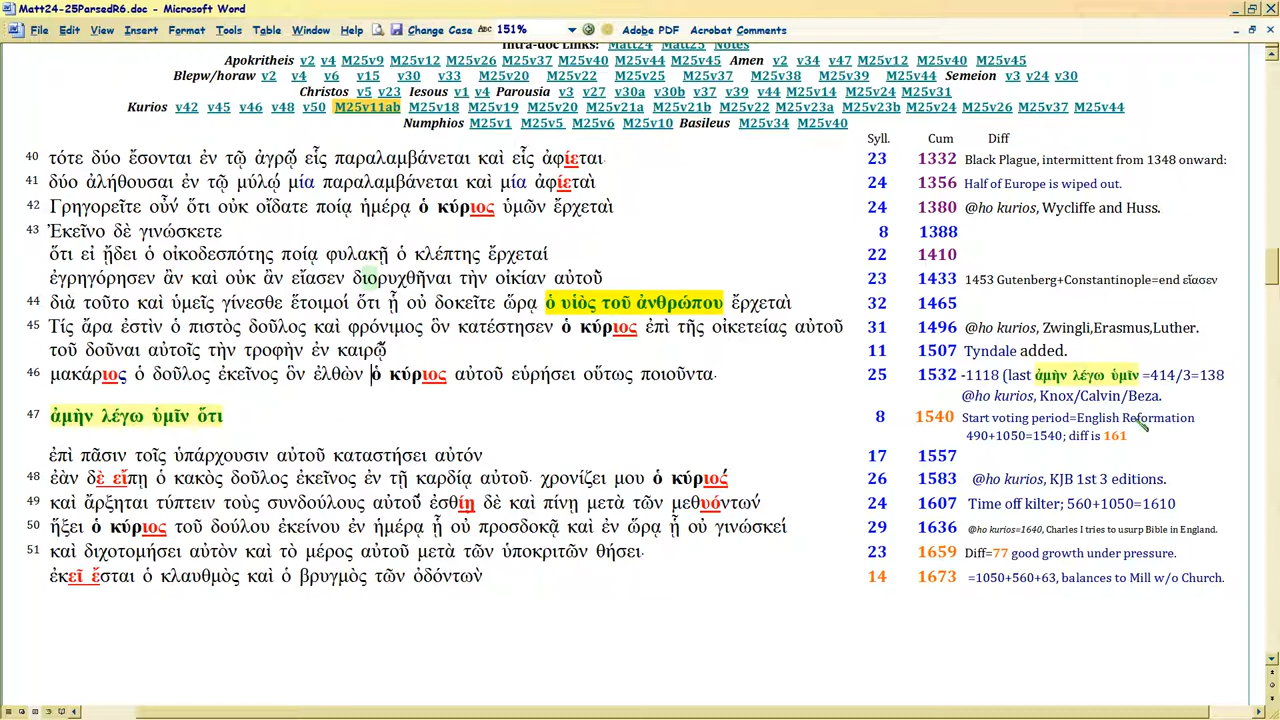 Matt24-25ParsedR6.doc - Microsoft Word
File Edit View Insert Format Tools Table Window Help Change Case Abc 151% Adobe PDF Acrobat Comments
Intra-doc Links: Matt24 Matt25 Notes
Apokritheis v2 v4 M25v9 M25v12 M25v26 M25v37 M25v40 M24v44 M25v45 Amen v2 v34 v47 M25v12 M25v40 M25v45
Blepw/horaw v2 v4 v6 v15 v30 v33 M25v20 M25v22 M25v25 M25v37 M25v38 M25v39 M25v44 Semeion v3 v24 v30
Christos v5 v23 Iesous v1 v4 Parousia v3 v27 v30a v30b v37 v39 v44 M25v14 M25v24 M25v31
Kurios v42 v45 v46 v48 v50 M25v11ab M25v18 M25v19 M25v20 M25v21a M25v21b M25v22 M25v23a M25v23b M25v24 M25v26 M25v37 M25v44
Numphios M25v1 M25v5 M25v6 M25v10 Basileus M25v34 M25v40
Syll. Cum Diff
40 τότε δύο ἔσονται ἐν τῷ ἀγρῷ εἷς παραλαμβάνεται καὶ εἷς ἀφίεται· 23 1332 Black Plague, intermittent from 1348 onward:
41 δύο ἀλήθουσαι ἐν τῷ μύλῳ μία παραλαμβάνεται καὶ μία ἀφίεταὶ 24 1356 Half of Europe is wiped out.
42 Γρηγορεῖτε οὖν ὅτι οὐκ οἴδατε ποίᾳ ἡμέρᾳ ὁ κύριος ὑμῶν ἔρχεταὶ 24 1380 @ho kurios, Wycliffe and Huss.
43 Ἐκεῖνο δὲ γινώσκετε 8 1388
ὅτι εἰ ᾔδει ὁ οἰκοδεσπότης ποίᾳ φυλακῇ ὁ κλέπτης ἔρχεταί 22 1410
ἐγρηγόρησεν ἂν καὶ οὐκ ἂν εἴασεν διορυχθῆναι τὴν οἰκίαν αὐτοῦ 23 1433 1453 Gutenberg+Constantinople=end εἴασεν
44 διὰ τοῦτο καὶ ὑμεῖς γίνεσθε ἕτοιμοί ὅτι ᾗ οὐ δοκεῖτε ὥρᾳ ὁ υἱὸς τοῦ ἀνθρώπου ἔρχεταὶ 32 1465
45 Τίς ἄρα ἐστὶν ὁ πιστὸς δοῦλος καὶ φρόνιμος ὃν κατέστησεν ὁ κύριος ἐπὶ τῆς οἰκετείας αὐτοῦ 31 1496 @ho kurios, Zwingli,Erasmus,Luther.
τοῦ δοῦναι αὐτοῖς τὴν τροφὴν ἐν καιρῷ 11 1507 Tyndale added.
46 μακάριος ὁ δοῦλος ἐκεῖνος ὃν ἐλθὼν ὁ κύριος αὐτοῦ εὑρήσει οὕτως ποιοῦντα· 25 1532 -1118 (last ἀμὴν λέγω ὑμῖν =414/3=138
@ho kurios, Knox/Calvin/Beza.
47 ἀμὴν λέγω ὑμῖν ὅτι 8 1540 Start voting period=English Reformation
490+1050=1540; diff is 161
ἐπὶ πᾶσιν τοῖς ὑπάρχουσιν αὐτοῦ καταστήσει αὐτόν 17 1557
48 ἐὰν δὲ εἴπῃ ὁ κακὸς δοῦλος ἐκεῖνος ἐν τῇ καρδίᾳ αὐτοῦ· χρονίζει μου ὁ κύριος 26 1583 @ho kurios, KJB 1st 3 editions.
49 καὶ ἄρξηται τύπτειν τοὺς συνδούλους αὐτοῦ ἐσθίῃ δὲ καὶ πίνῃ μετὰ τῶν μεθυόντων 24 1607 Time off kilter; 560+1050=1610
50 ἥξει ὁ κύριος τοῦ δούλου ἐκείνου ἐν ἡμέρᾳ ᾗ οὐ προσδοκᾷ καὶ ἐν ὥρᾳ ᾗ οὐ γινώσκεί 29 1636 @ho kurios=1640, Charles I tries to usurp Bible in England.
51 καὶ διχοτομήσει αὐτὸν καὶ τὸ μέρος αὐτοῦ μετὰ τῶν ὑποκριτῶν θήσει· 23 1659 Diff=77 good growth under pressure.
ἐκεῖ ἔσται ὁ κλαυθμὸς καὶ ὁ βρυγμὸς τῶν ὀδόντων 14 1673 =1050+560+63, balances to Mill w/o Church.